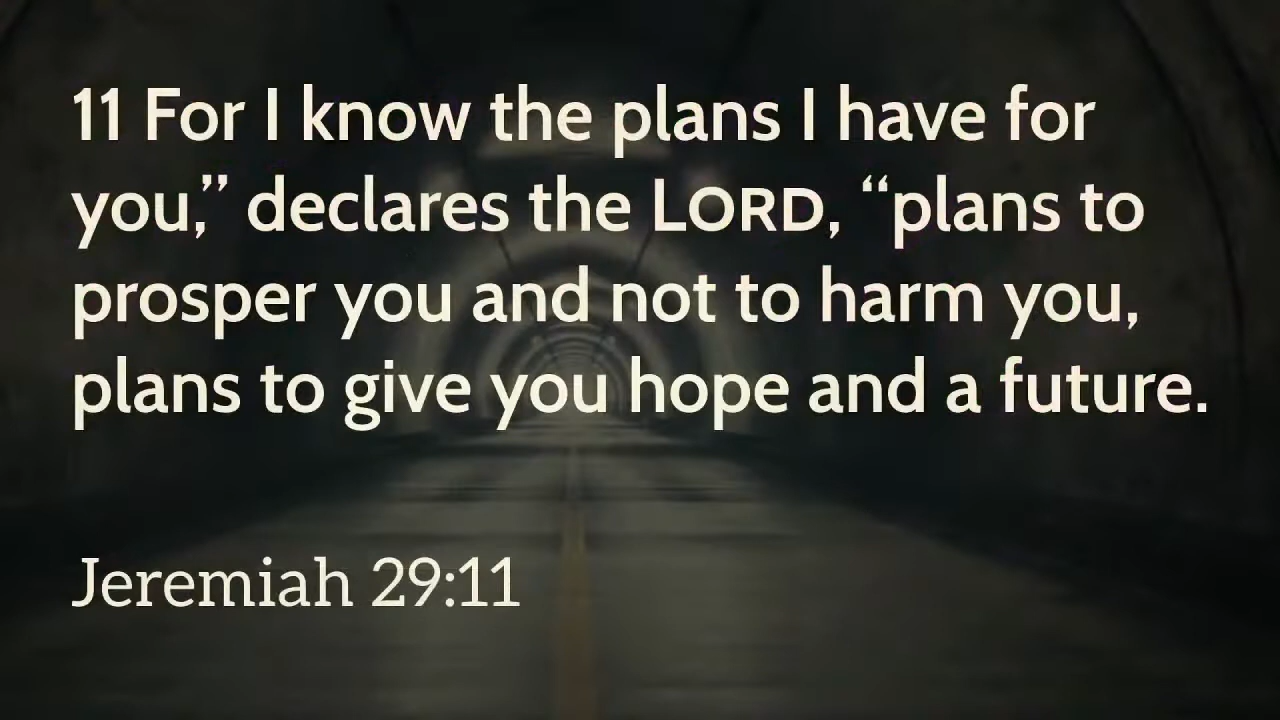 11 For I know the plans I have for
you,” declares the LORD, “plans to
prosper you and not to harm you,
plans to give you hope and a future.
Jeremiah 29:11